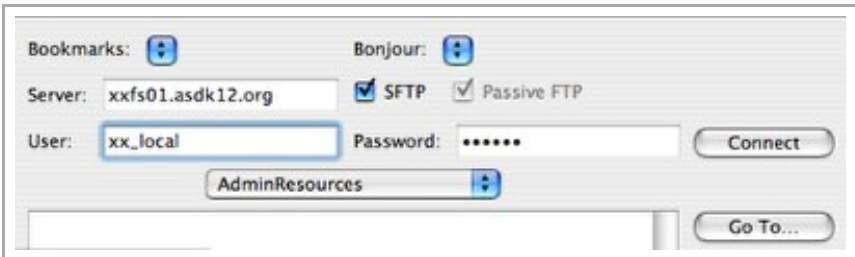 Bookmarks: Bonjour:
Server: xxfs01.asdk12.org SFTP Passive FTP
User: xx_local Password: •••••• Connect
AdminResources
Go To...